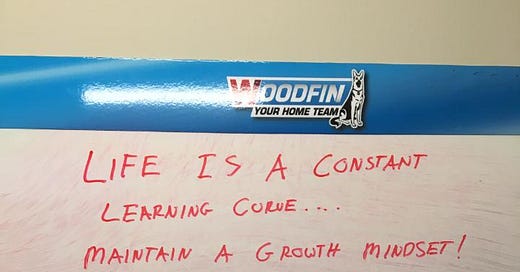 WOODFIN
YOUR HOME TEAM
LIFE IS A CONSTANT
LEARNING CURVE....
MAINTAIN A GROWTH MINDSET!